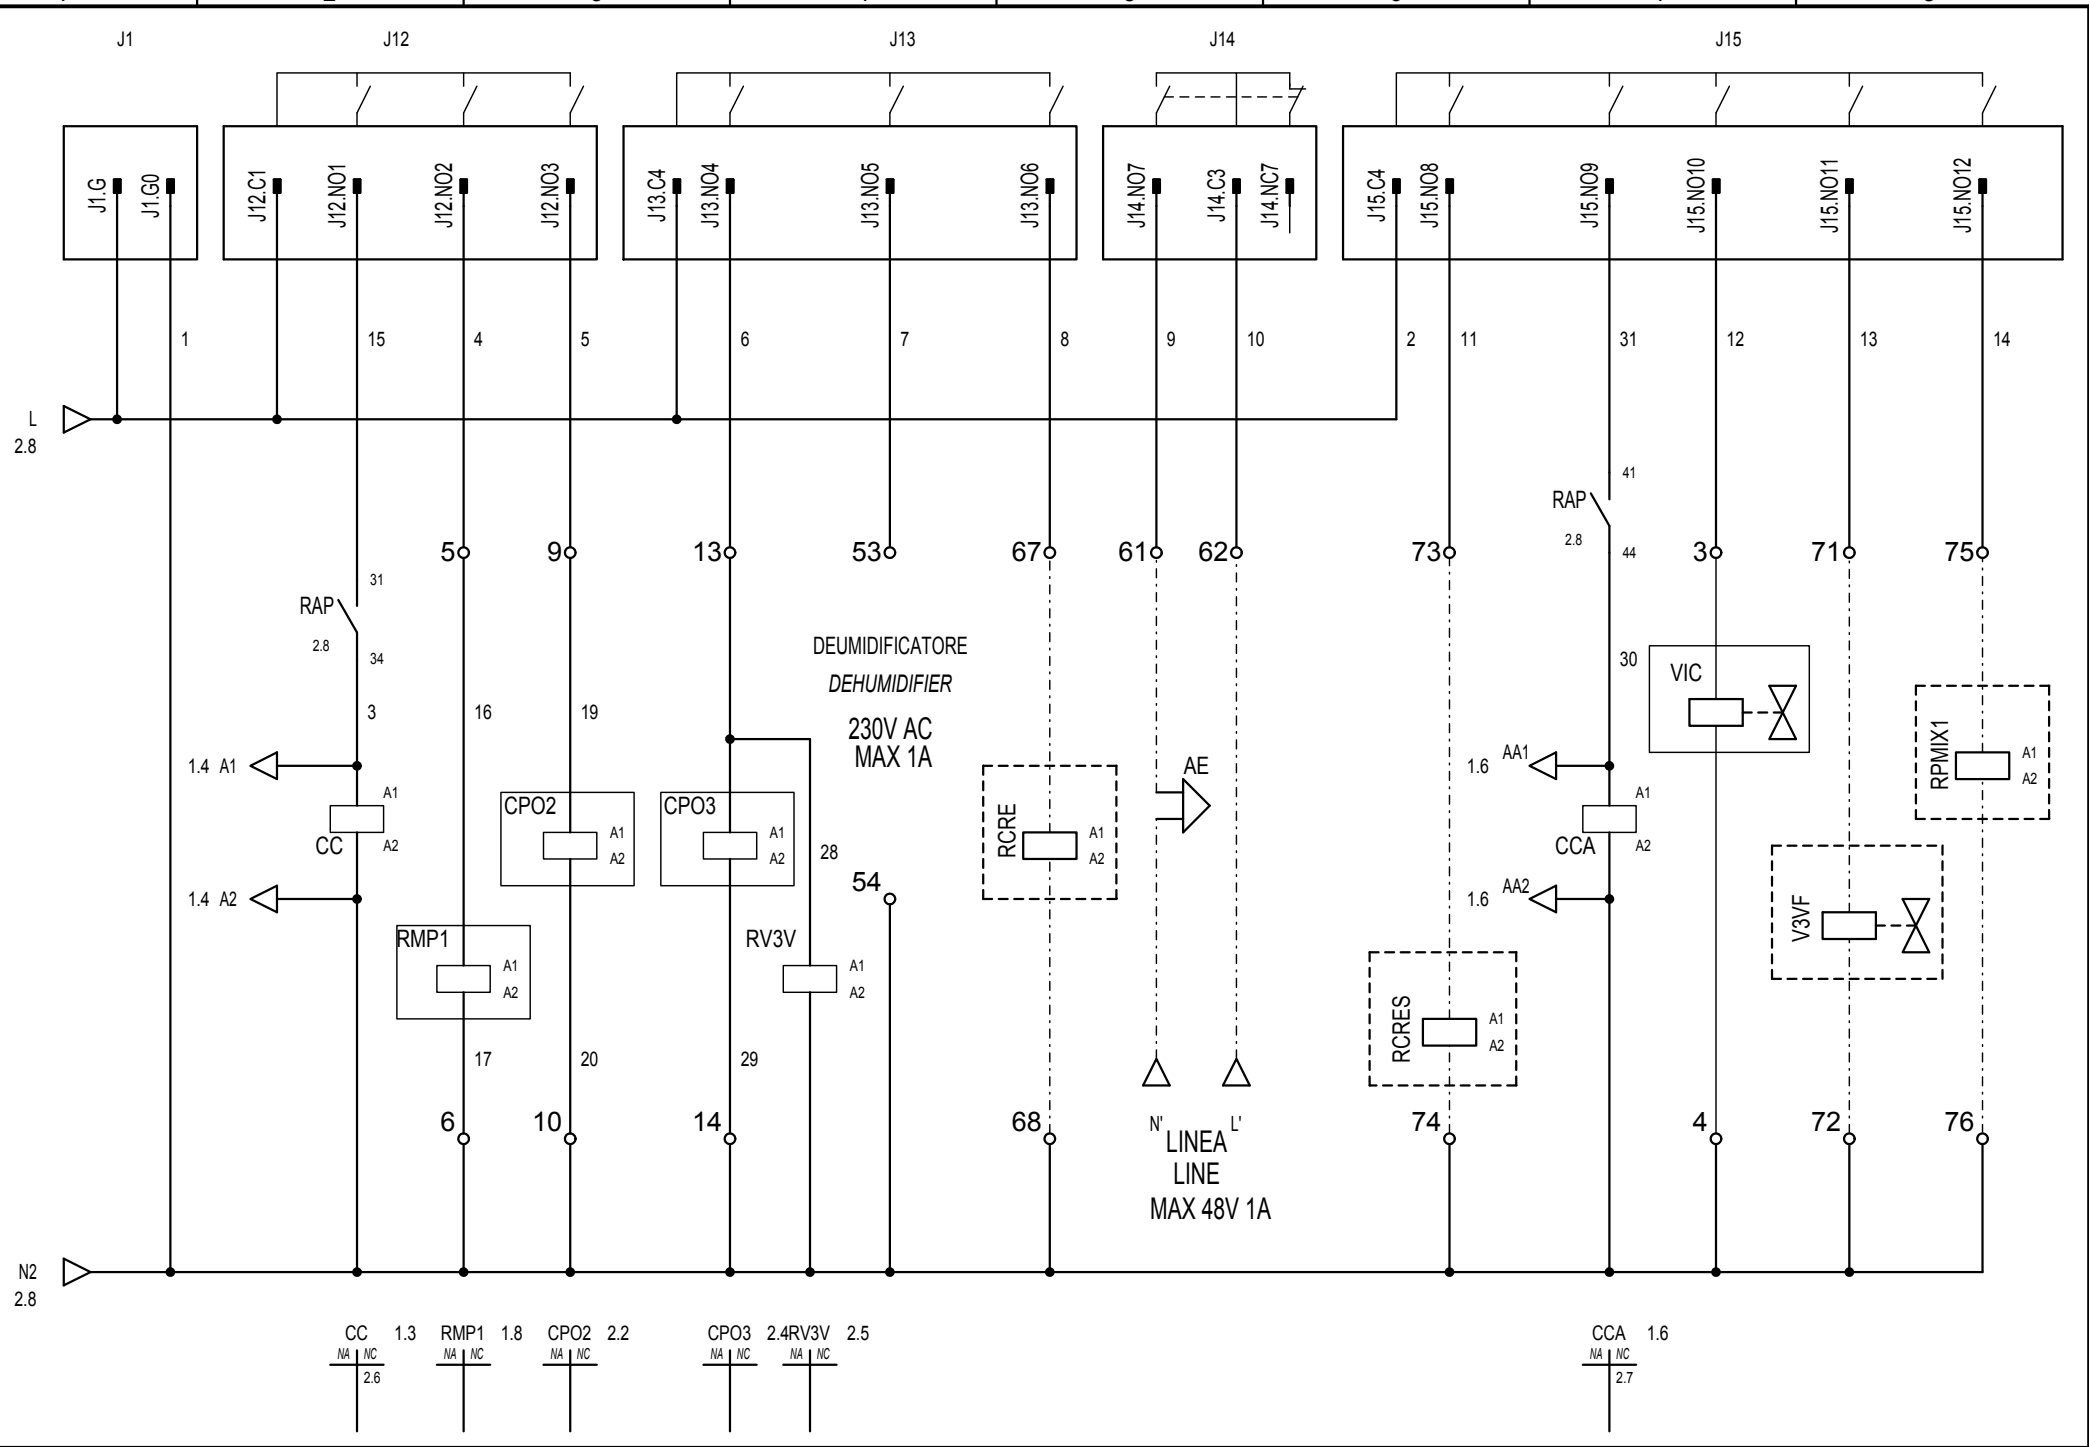 J1
J12
J13
J14
J15
J1.G
J1.G0
J12.C1
J12.NO1
J12.NO2
J12.NO3
J13.C4
J13.NO4
J13.NO5
J13.NO6
J14.NO7
J14.C3
J14.NC7
J15.C4
J15.NO8
J15.NO9
J15.NO10
J15.NO11
J15.NO12
1
15
4
5
6
7
8
9
10
2
11
31
12
13
14
L
2.8
41
RAP
2.8
44
5
9
13
53
67
61
62
73
3
71
75
31
RAP
2.8
34
DEUMIDIFICATORE
DEHUMIDIFIER
230V AC
MAX 1A
30
VIC
3
16
19
1.4 A1
AE
1.6 AA1
RPMIX1
A1
A2
CC
A1
A2
CPO2
A1
A2
CPO3
A1
A2
28
54
RCRE
A1
A2
CCA
A1
A2
1.4 A2
1.6 AA2
V3VF
RMP1
A1
A2
RV3V
A1
A2
RCRES
A1
A2
17
20
29
6
10
14
68
N'
L'
LINEA
LINE
MAX 48V 1A
74
4
72
76
N2
2.8
CC 1.3
NA NC
2.6
RMP1 1.8
NA NC
CPO2 2.2
NA NC
CPO3 2.4
NA NC
RV3V 2.5
NA NC
CCA 1.6
NA NC
2.7